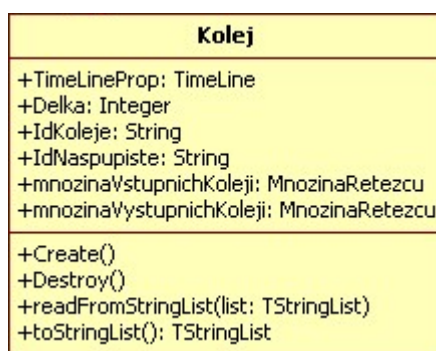 Kolej
+TimeLineProp: TimeLine
+Delka: Integer
+IdKoleje: String
+IdNaspupiste: String
+mnozinaVstupnichKoleji: MnozinaRetezcu
+mnozinaVystupnichKoleji: MnozinaRetezcu
+Create()
+Destroy()
+readFromStringList(list: TStringList)
+toStringList(): TStringList